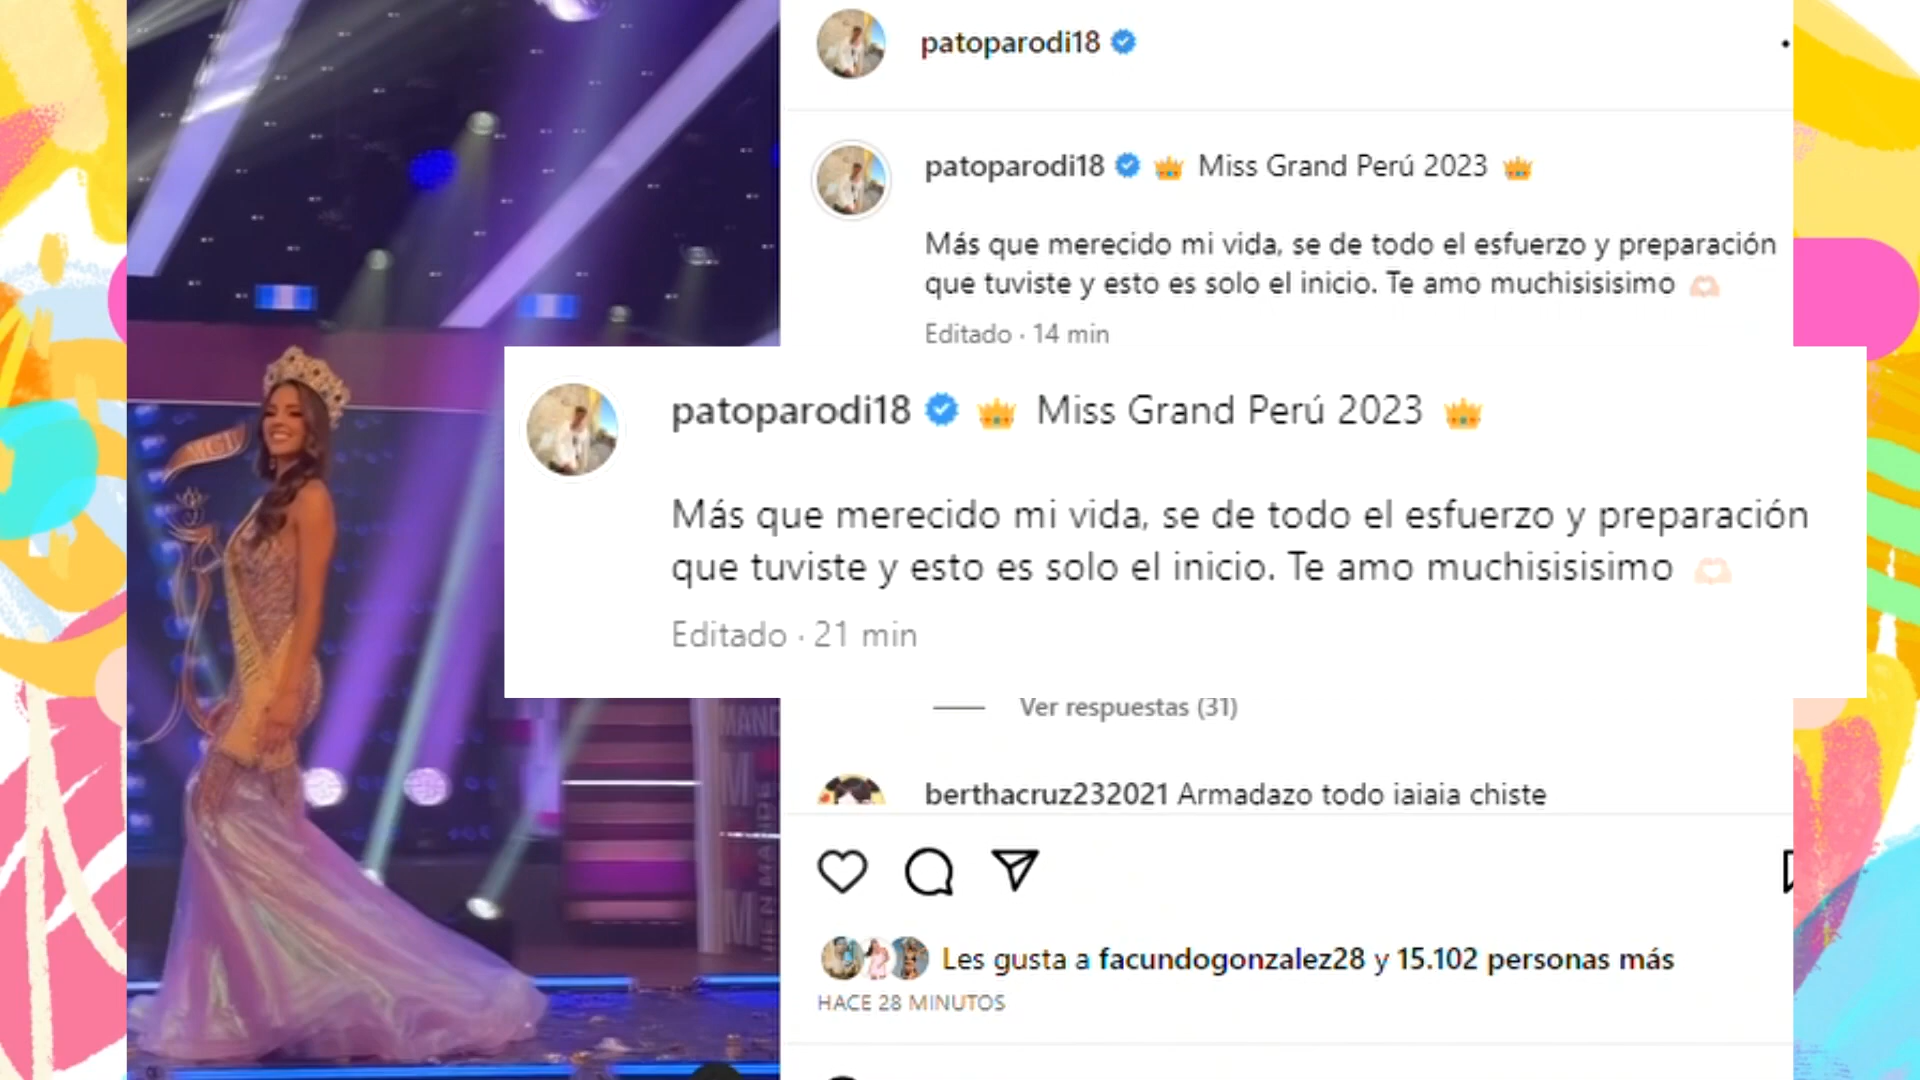 patoparodi18
patoparodi18 Miss Grand Perú 2023
Más que merecido mi vida, se de todo el esfuerzo y preparación
que tuviste y esto es solo el inicio. Te amo muchisisisimo
Editado · 14 min
patoparodi18 Miss Grand Perú 2023
Más que merecido mi vida, se de todo el esfuerzo y preparación
que tuviste y esto es solo el inicio. Te amo muchisisisimo
Editado · 21 min
Ver respuestas (31)
berthacruz232021 Armadazo todo iaiaia chiste
Les gusta a facundogonzalez28 y 15.102 personas más
HACE 28 MINUTOS
MGI